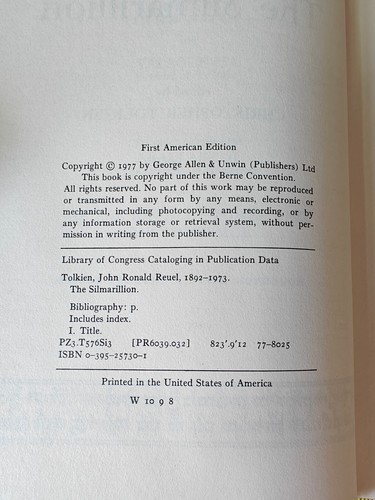 First American Edition
Copyright © 1977 by George Allen & Unwin (Publishers) Ltd
This book is copyright under the Berne Convention.
All rights reserved. No part of this work may be reproduced
or transmitted in any form by any means, electronic or
mechanical, including photocopying and recording, or by
any information storage or retrieval system, without per-
mission in writing from the publisher.
Library of Congress Cataloging in Publication Data
Tolkien, John Ronald Reuel, 1892–1973.
The Silmarillion.
Bibliography: p.
Includes index.
I. Title.
PZ3.T576Si3 [PR6039.032] 823'.9'12 77–8025
ISBN 0–395–25730–1
Printed in the United States of America
W 10 9 8